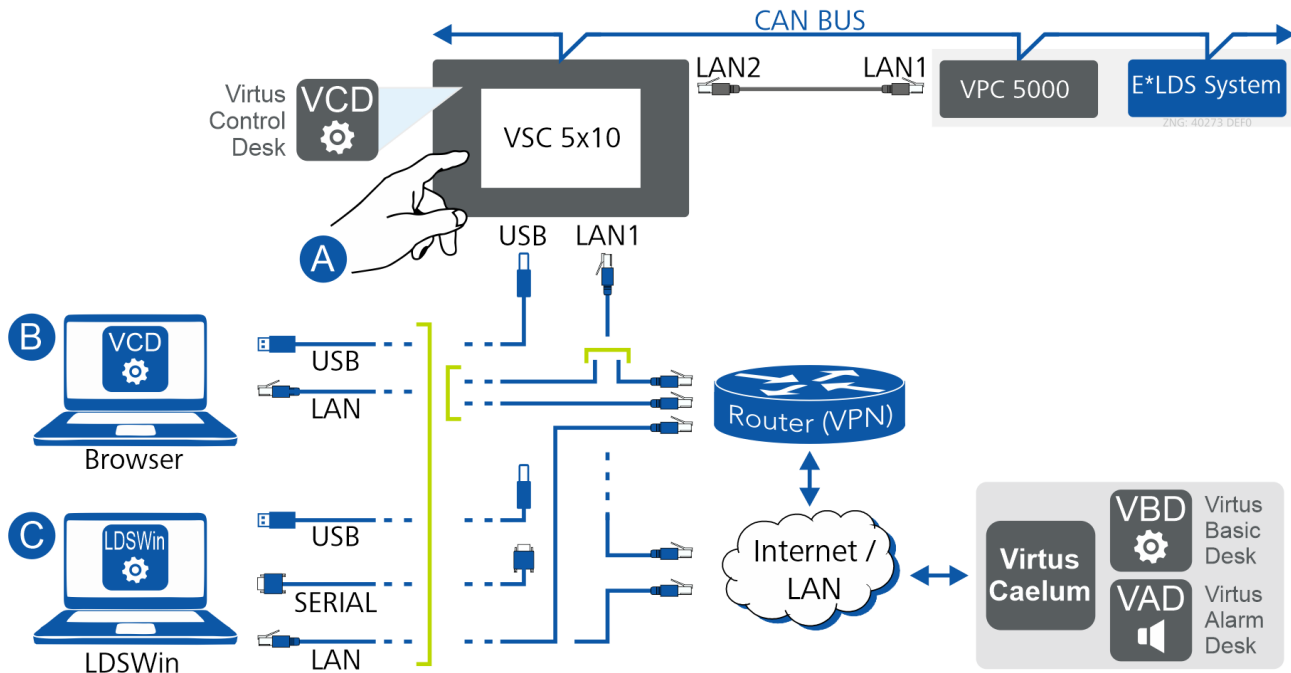 CAN BUS
LAN2
LAN1
VPC 5000
E*LDS System
ZNG: 40273 DEF0
Virtus
Control
Desk
VCD
VSC 5x10
A
USB
LAN1
B
VCD
USB
LAN
Browser
Router (VPN)
C
LDSWin
USB
SERIAL
LAN
LDSWin
Internet /
LAN
Virtus
Caelum
VBD
Virtus
Basic
Desk
VAD
Virtus
Alarm
Desk